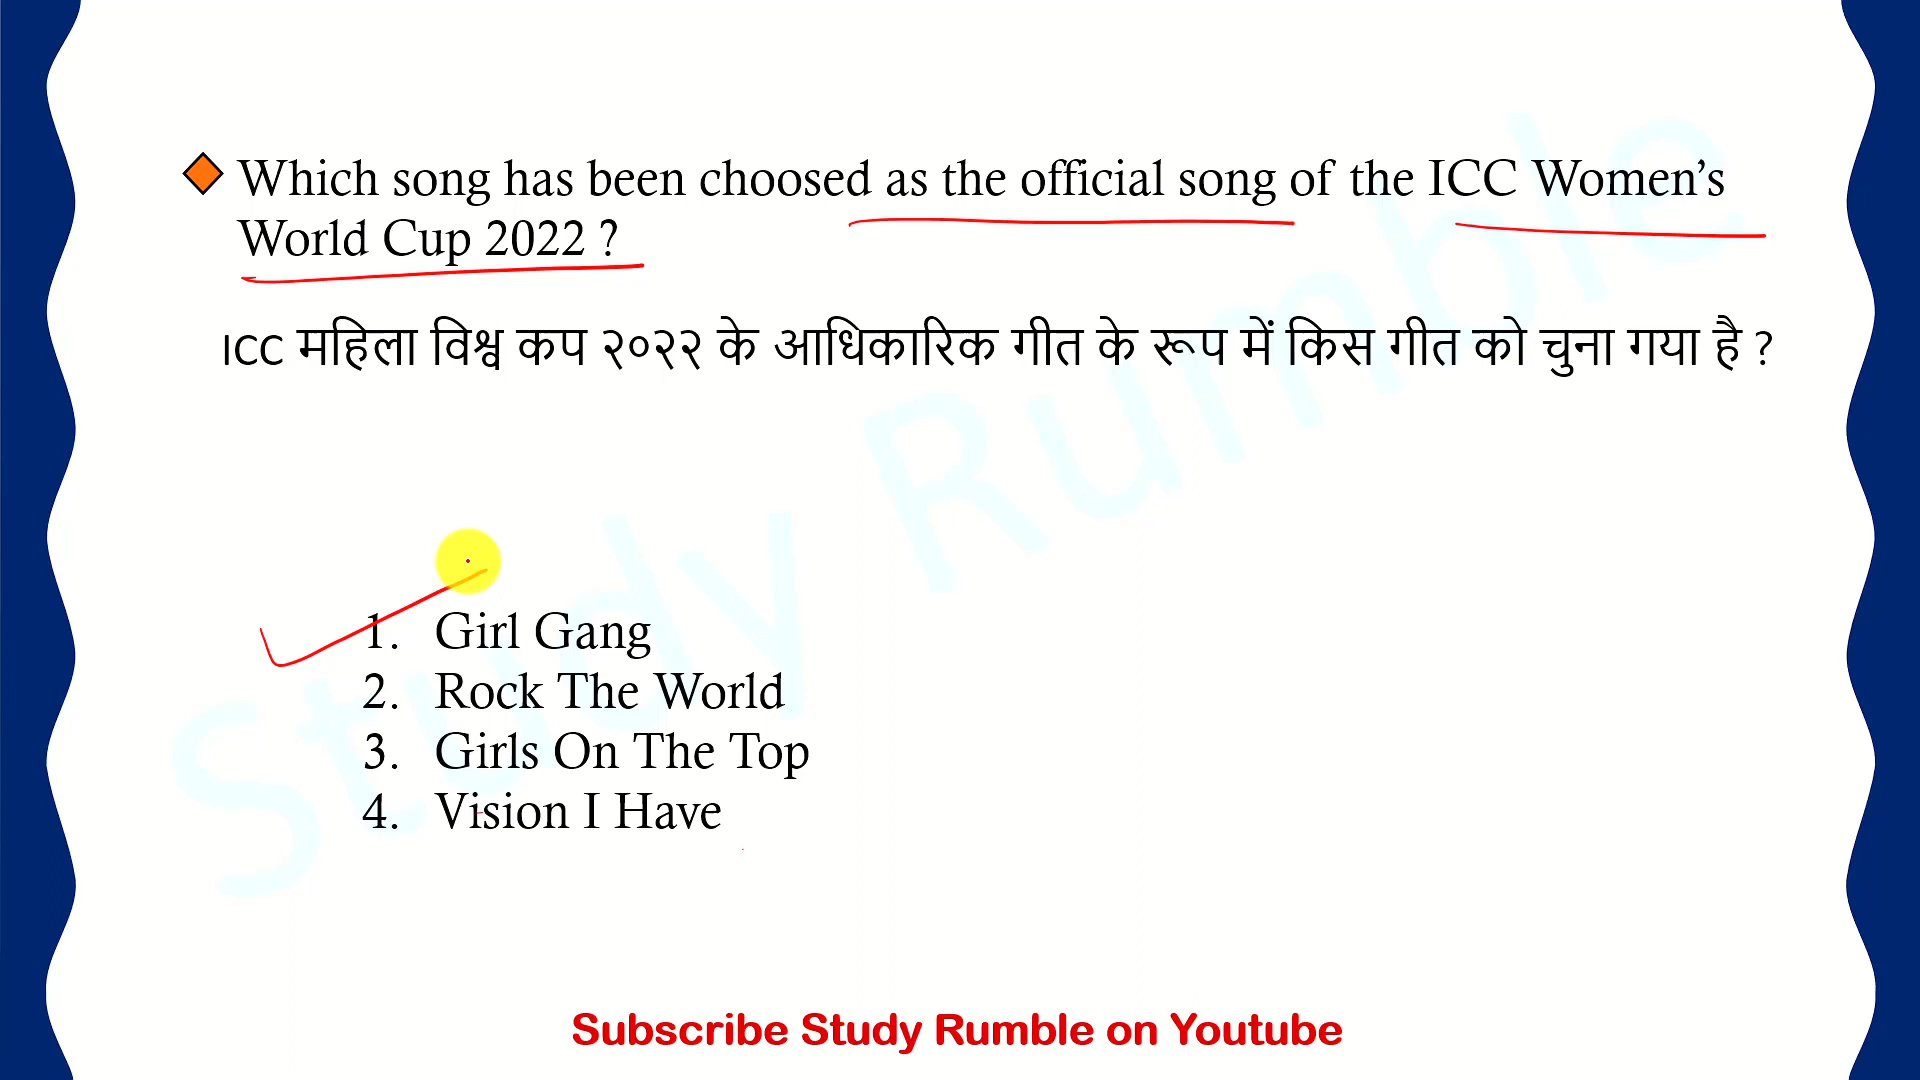 Which song has been choosed as the official song of the ICC Women’s
World Cup 2022 ?
ICC महिला विश्व कप २०२२ के आधिकारिक गीत के रूप में किस गीत को चुना गया है ?
1. Girl Gang
2. Rock The World
3. Girls On The Top
4. Vision I Have
Study Rumble
Subscribe Study Rumble on Youtube